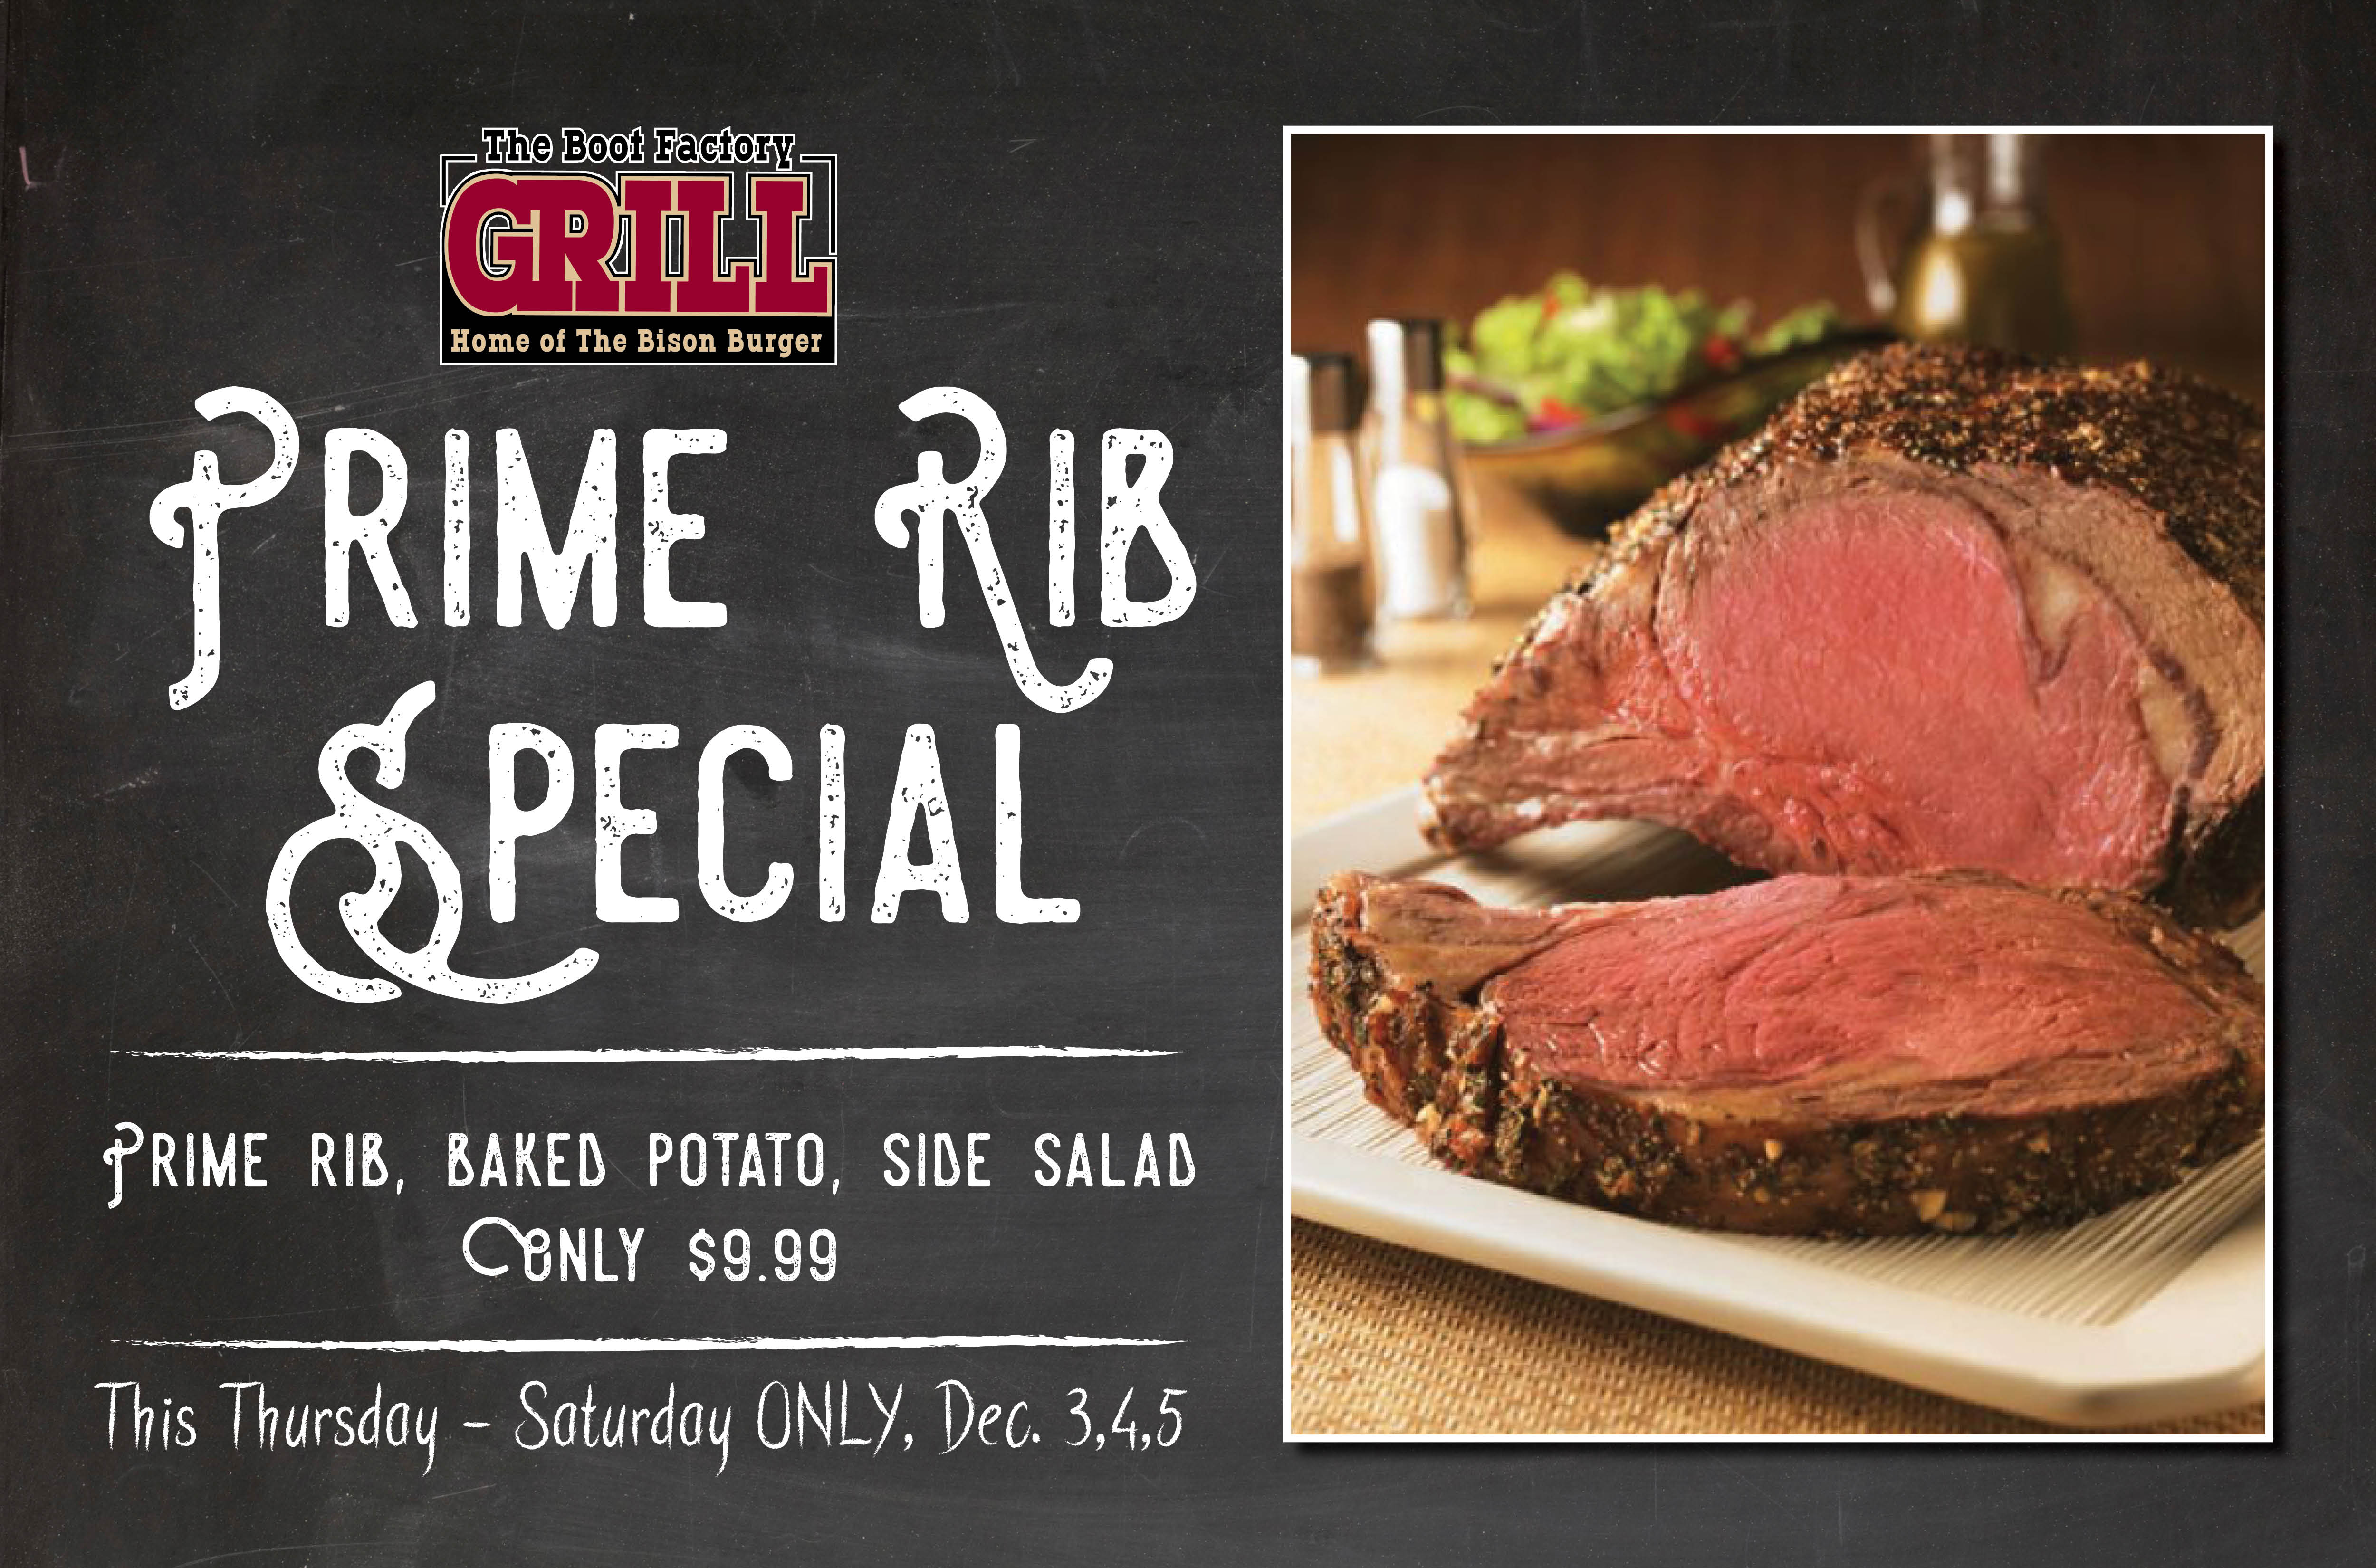 The Boot Factory
GRILL
Home of The Bison Burger
PRIME RIB
SPECIAL
PRIME RIB, BAKED POTATO, SIDE SALAD
ONLY $9.99
This Thursday - Saturday ONLY, Dec. 3,4,5